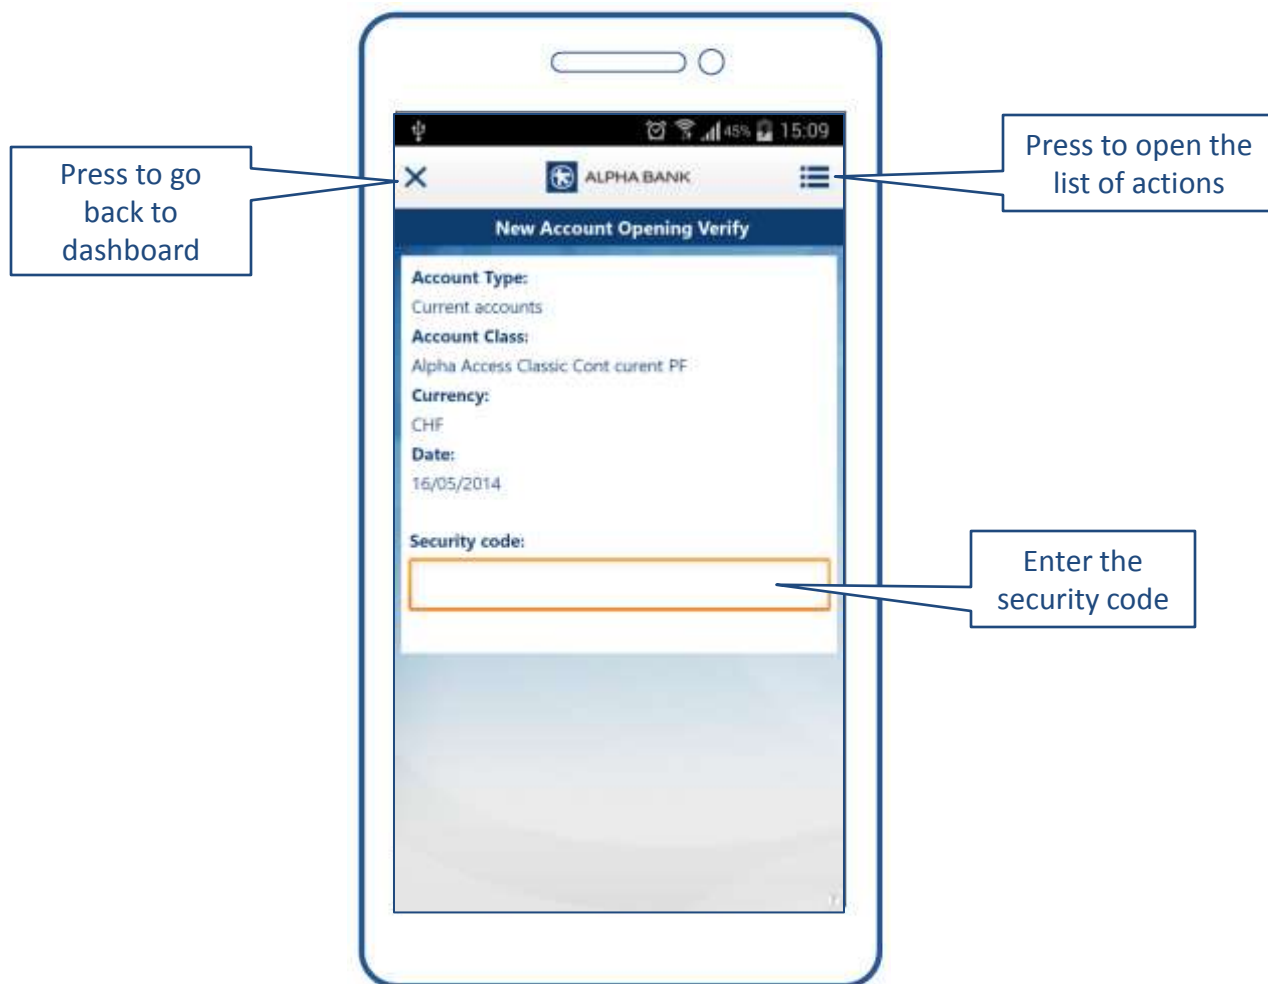 45% 15:09
ALPHA BANK
New Account Opening Verify
Account Type:
Current accounts
Account Class:
Alpha Access Classic Cont curent PF
Currency:
CHF
Date:
16/05/2014
Security code:
Press to go
back to
dashboard
Press to open the
list of actions
Enter the
security code